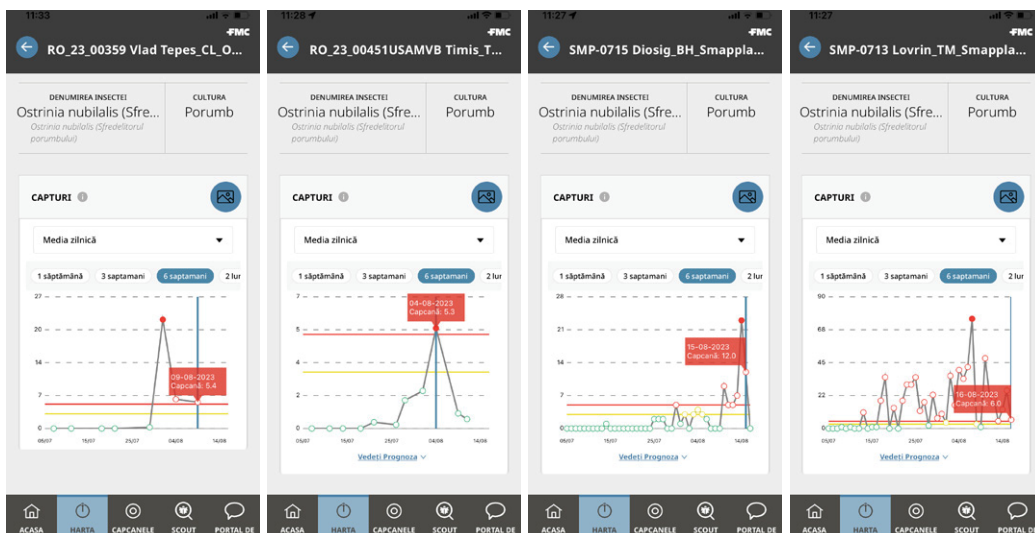 11:33
FMC
RO_23_00359 Vlad Tepes_CL_O...
DENUMIREA INSECTEI
CULTURA
Ostrinia nubilalis (Sfre...
Porumb
Ostrinia nubilalis (Sfredelitorul
porumbului)
CAPTURI
Media zilnică
1 săptămână 3 saptamani 6 saptamani 2 lur
27
20
14
7
0
09-08-2023
Capcană: 5.4
05/07 15/07 25/07 04/08 14/08
ACASA HARTA CAPCANELE SCOUT PORTAL DE
11:28
FMC
RO_23_00451USAMVB Timis_T...
DENUMIREA INSECTEI
CULTURA
Ostrinia nubilalis (Sfre...
Porumb
Ostrinia nubilalis (Sfredelitorul
porumbului)
CAPTURI
Media zilnică
1 săptămână 3 saptamani 6 saptamani 2 lur
7
5
4
2
0
04-08-2023
Capcană: 5.3
05/07 15/07 25/07 04/08 14/08
Vedeți Prognoza
ACASA HARTA CAPCANELE SCOUT PORTAL DE
11:27
FMC
SMP-0715 Diosig_BH_Smappla...
DENUMIREA INSECTEI
CULTURA
Ostrinia nubilalis (Sfre...
Porumb
Ostrinia nubilalis (Sfredelitorul
porumbului)
CAPTURI
Media zilnică
1 săptămână 3 saptamani 6 saptamani 2 lur
28
21
14
7
0
15-08-2023
Capcană: 12.0
05/07 15/07 25/07 04/08 14/08
Vedeți Prognoza
ACASA HARTA CAPCANELE SCOUT PORTAL DE
11:27
FMC
SMP-0713 Lovrin_TM_Smappla...
DENUMIREA INSECTEI
CULTURA
Ostrinia nubilalis (Sfre...
Porumb
Ostrinia nubilalis (Sfredelitorul
porumbului)
CAPTURI
Media zilnică
1 săptămână 3 saptamani 6 saptamani 2 lur
90
68
45
22
0
16-08-2023
Capcană: 6.0
05/07 15/07 25/07 04/08 14/08
Vedeți Prognoza
ACASA HARTA CAPCANELE SCOUT PORTAL DE